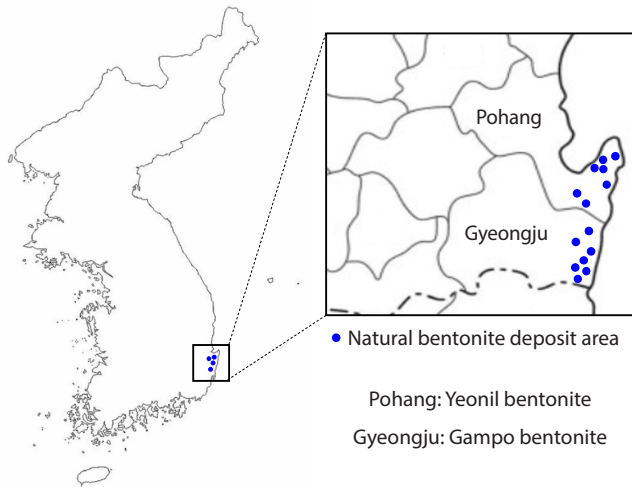 Pohang
Gyeongju
Natural bentonite deposit area
Pohang: Yeonil bentonite
Gyeongju: Gampo bentonite